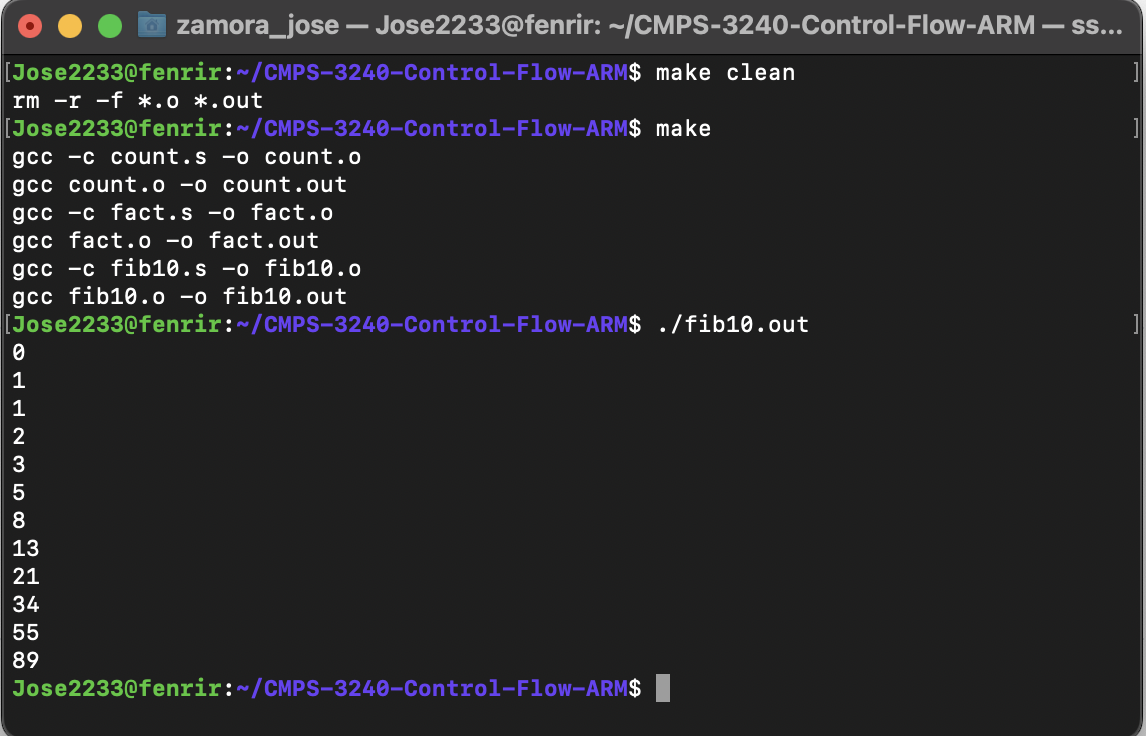 zamora_jose — Jose2233@fenrir: ~/CMPS-3240-Control-Flow-ARM — ss...
[Jose2233@fenrir:~/CMPS-3240-Control-Flow-ARM$ make clean ]
rm -r -f *.o *.out
[Jose2233@fenrir:~/CMPS-3240-Control-Flow-ARM$ make ]
gcc -c count.s -o count.o
gcc count.o -o count.out
gcc -c fact.s -o fact.o
gcc fact.o -o fact.out
gcc -c fib10.s -o fib10.o
gcc fib10.o -o fib10.out
[Jose2233@fenrir:~/CMPS-3240-Control-Flow-ARM$ ./fib10.out ]
0
1
1
2
3
5
8
13
21
34
55
89
Jose2233@fenrir:~/CMPS-3240-Control-Flow-ARM$